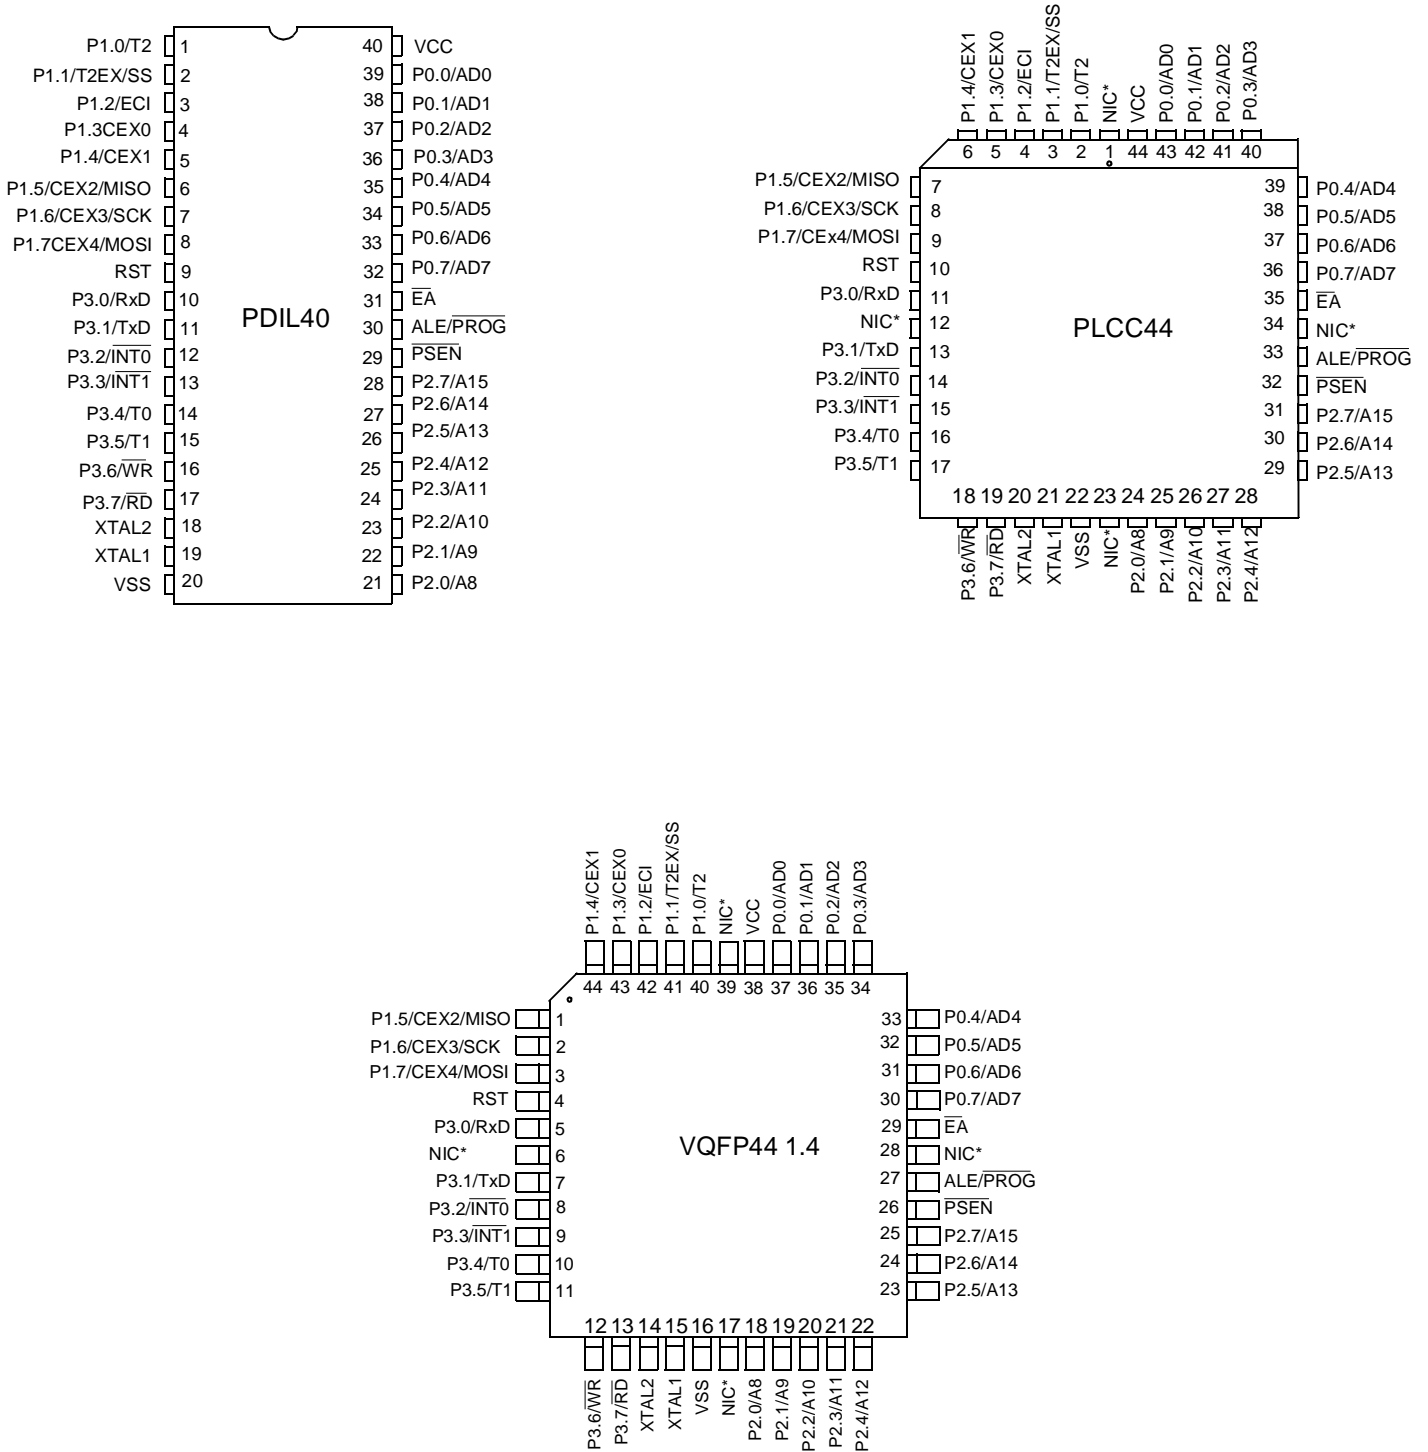 P1.0/T2 1 40 VCC
P1.1/T2EX/SS 2 39 P0.0/AD0
P1.2/ECI 3 38 P0.1/AD1
P1.3CEX0 4 37 P0.2/AD2
P1.4/CEX1 5 36 P0.3/AD3
P1.5/CEX2/MISO 6 35 P0.4/AD4
P1.6/CEX3/SCK 7 34 P0.5/AD5
P1.7CEX4/MOSI 8 33 P0.6/AD6
RST 9 32 P0.7/AD7
P3.0/RxD 10 31 EA
PDIL40
P3.1/TxD 11 30 ALE/PROG
P3.2/INT0 12 29 PSEN
P3.3/INT1 13 28 P2.7/A15
P3.4/T0 14 27 P2.6/A14
P3.5/T1 15 26 P2.5/A13
P3.6/WR 16 25 P2.4/A12
P3.7/RD 17 24 P2.3/A11
XTAL2 18 23 P2.2/A10
XTAL1 19 22 P2.1/A9
VSS 20 21 P2.0/A8
P1.4/CEX1
P1.3/CEX0
P1.2/ECI
P1.1/T2EX/SS
P1.0/T2
NIC*
VCC
P0.0/AD0
P0.1/AD1
P0.2/AD2
P0.3/AD3
6 5 4 3 2 1 44 43 42 41 40
P1.5/CEX2/MISO 7 39 P0.4/AD4
P1.6/CEX3/SCK 8 38 P0.5/AD5
P1.7/CEx4/MOSI 9 37 P0.6/AD6
RST 10 36 P0.7/AD7
P3.0/RxD 11 35 EA
NIC* 12 34 NIC*
PLCC44
P3.1/TxD 13 33 ALE/PROG
P3.2/INT0 14 32 PSEN
P3.3/INT1 15 31 P2.7/A15
P3.4/T0 16 30 P2.6/A14
P3.5/T1 17 29 P2.5/A13
18 19 20 21 22 23 24 25 26 27 28
P3.6/WR
P3.7/RD
XTAL2
XTAL1
VSS
NIC*
P2.0/A8
P2.1/A9
P2.2/A10
P2.3/A11
P2.4/A12
P1.4/CEX1
P1.3/CEX0
P1.2/ECI
P1.1/T2EX/SS
P1.0/T2
NIC*
VCC
P0.0/AD0
P0.1/AD1
P0.2/AD2
P0.3/AD3
44 43 42 41 40 39 38 37 36 35 34
P1.5/CEX2/MISO 1 33 P0.4/AD4
P1.6/CEX3/SCK 2 32 P0.5/AD5
P1.7/CEX4/MOSI 3 31 P0.6/AD6
RST 4 30 P0.7/AD7
P3.0/RxD 5 29 EA
VQFP44 1.4
NIC* 6 28 NIC*
P3.1/TxD 7 27 ALE/PROG
P3.2/INT0 8 26 PSEN
P3.3/INT1 9 25 P2.7/A15
P3.4/T0 10 24 P2.6/A14
P3.5/T1 11 23 P2.5/A13
12 13 14 15 16 17 18 19 20 21 22
P3.6/WR
P3.7/RD
XTAL2
XTAL1
VSS
NIC*
P2.0/A8
P2.1/A9
P2.2/A10
P2.3/A11
P2.4/A12